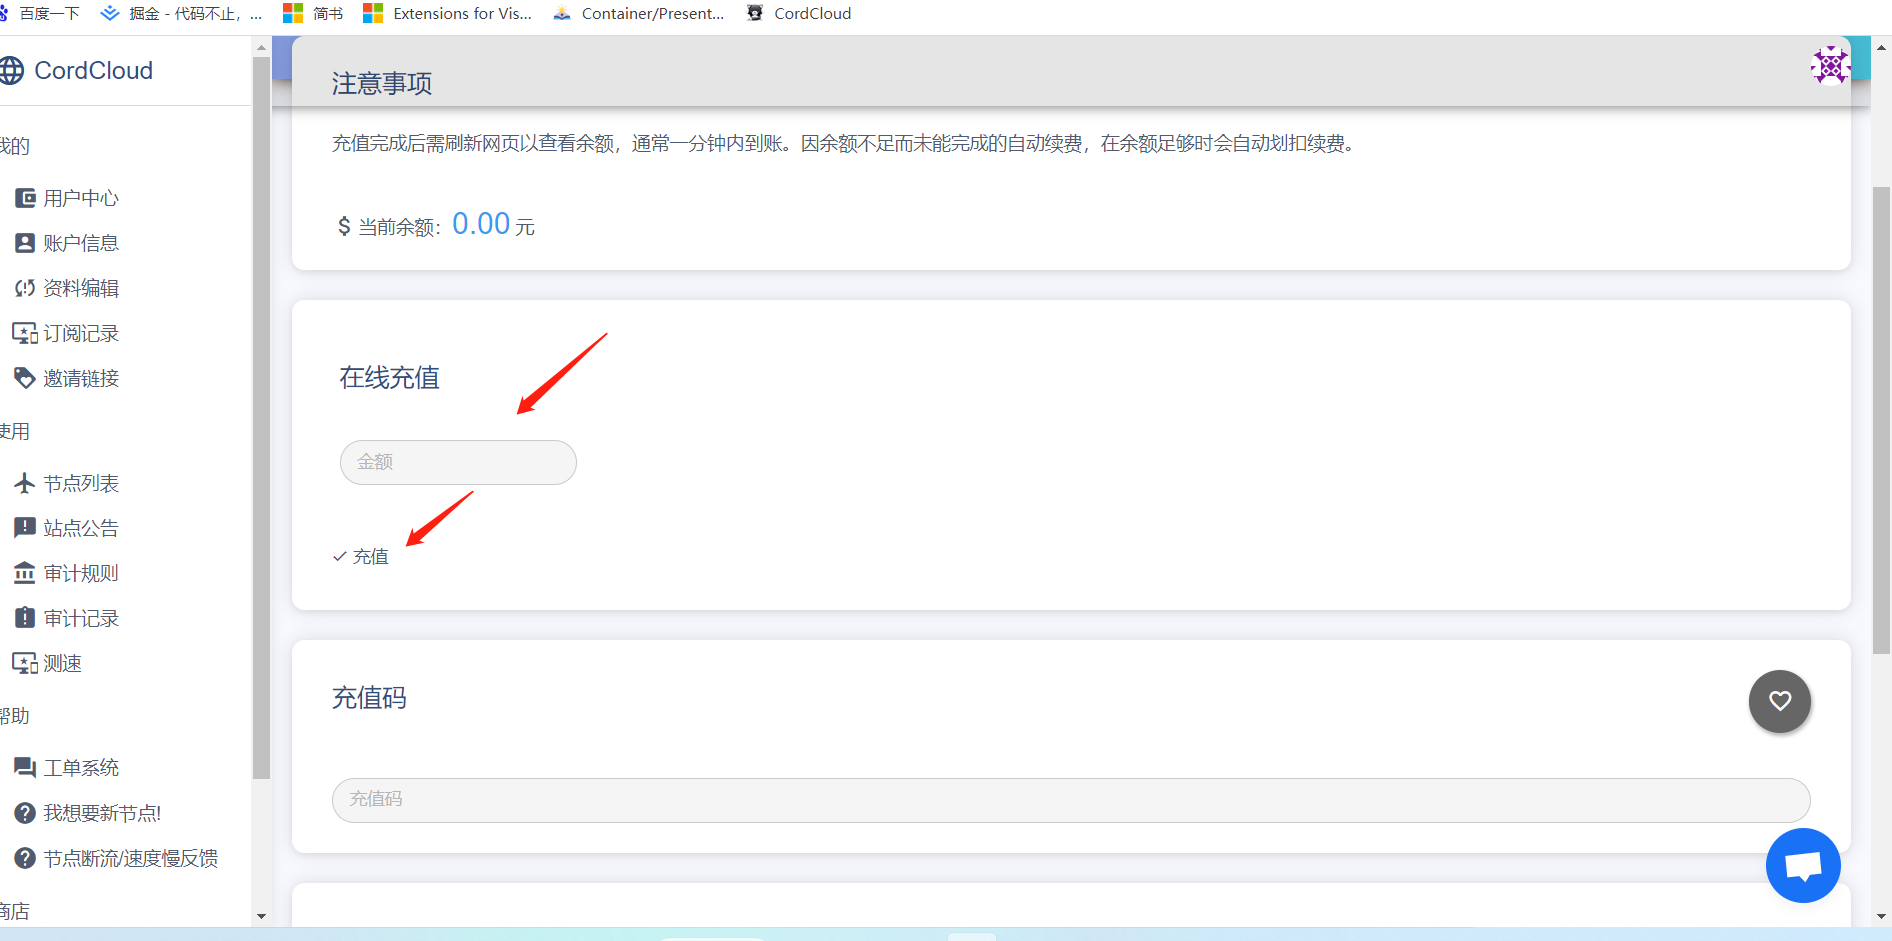 百度一下
掘金 - 代码不止，...
简书
Extensions for Vis...
Container/Present...
CordCloud
CordCloud
我的
用户中心
账户信息
资料编辑
订阅记录
邀请链接
使用
节点列表
站点公告
审计规则
审计记录
测速
帮助
工单系统
我想要新节点!
节点断流/速度慢反馈
商店
注意事项
充值完成后需刷新网页以查看余额，通常一分钟内到账。因余额不足而未能完成的自动续费，在余额足够时会自动划扣续费。
$ 当前余额：0.00 元
在线充值
金额
充值
充值码
充值码